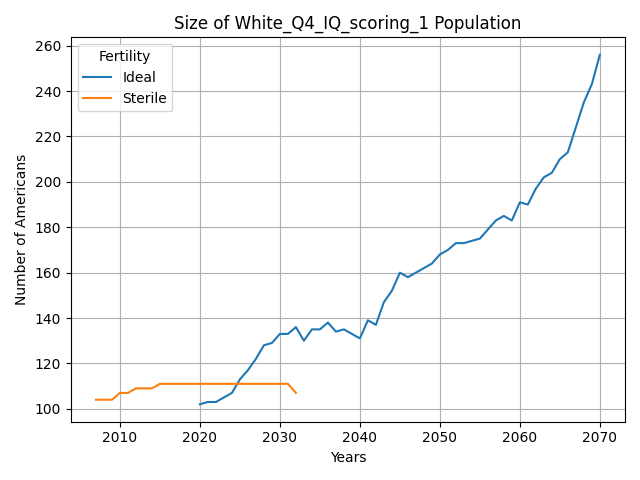 Size of White_Q4_IQ_scoring_1 Population
Fertility
Ideal
Sterile
Number of Americans
260
240
220
200
180
160
140
120
100
2010 2020 2030 2040 2050 2060 2070
Years